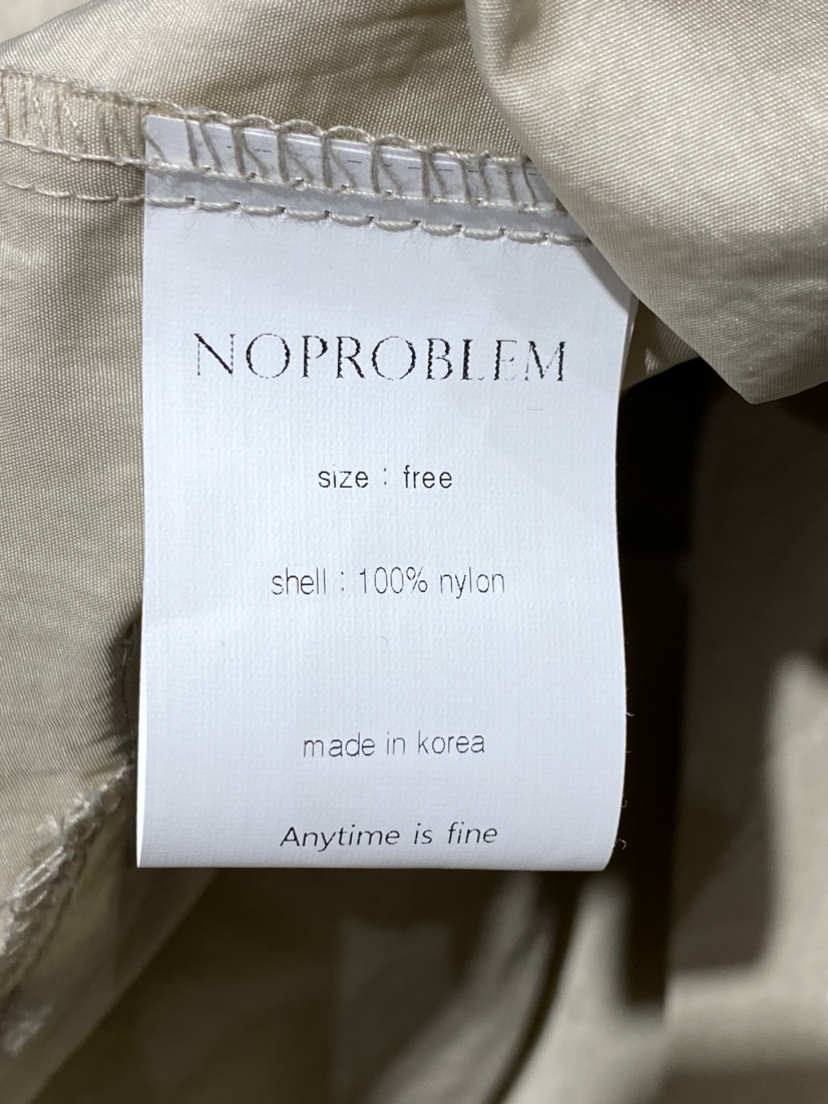 NOPROBLEM
size : free
shell : 100% nylon
made in korea
Anytime is fine